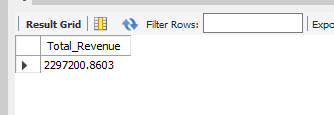 Result Grid Filter Rows: Expo
Total_Revenue
2297200.8603